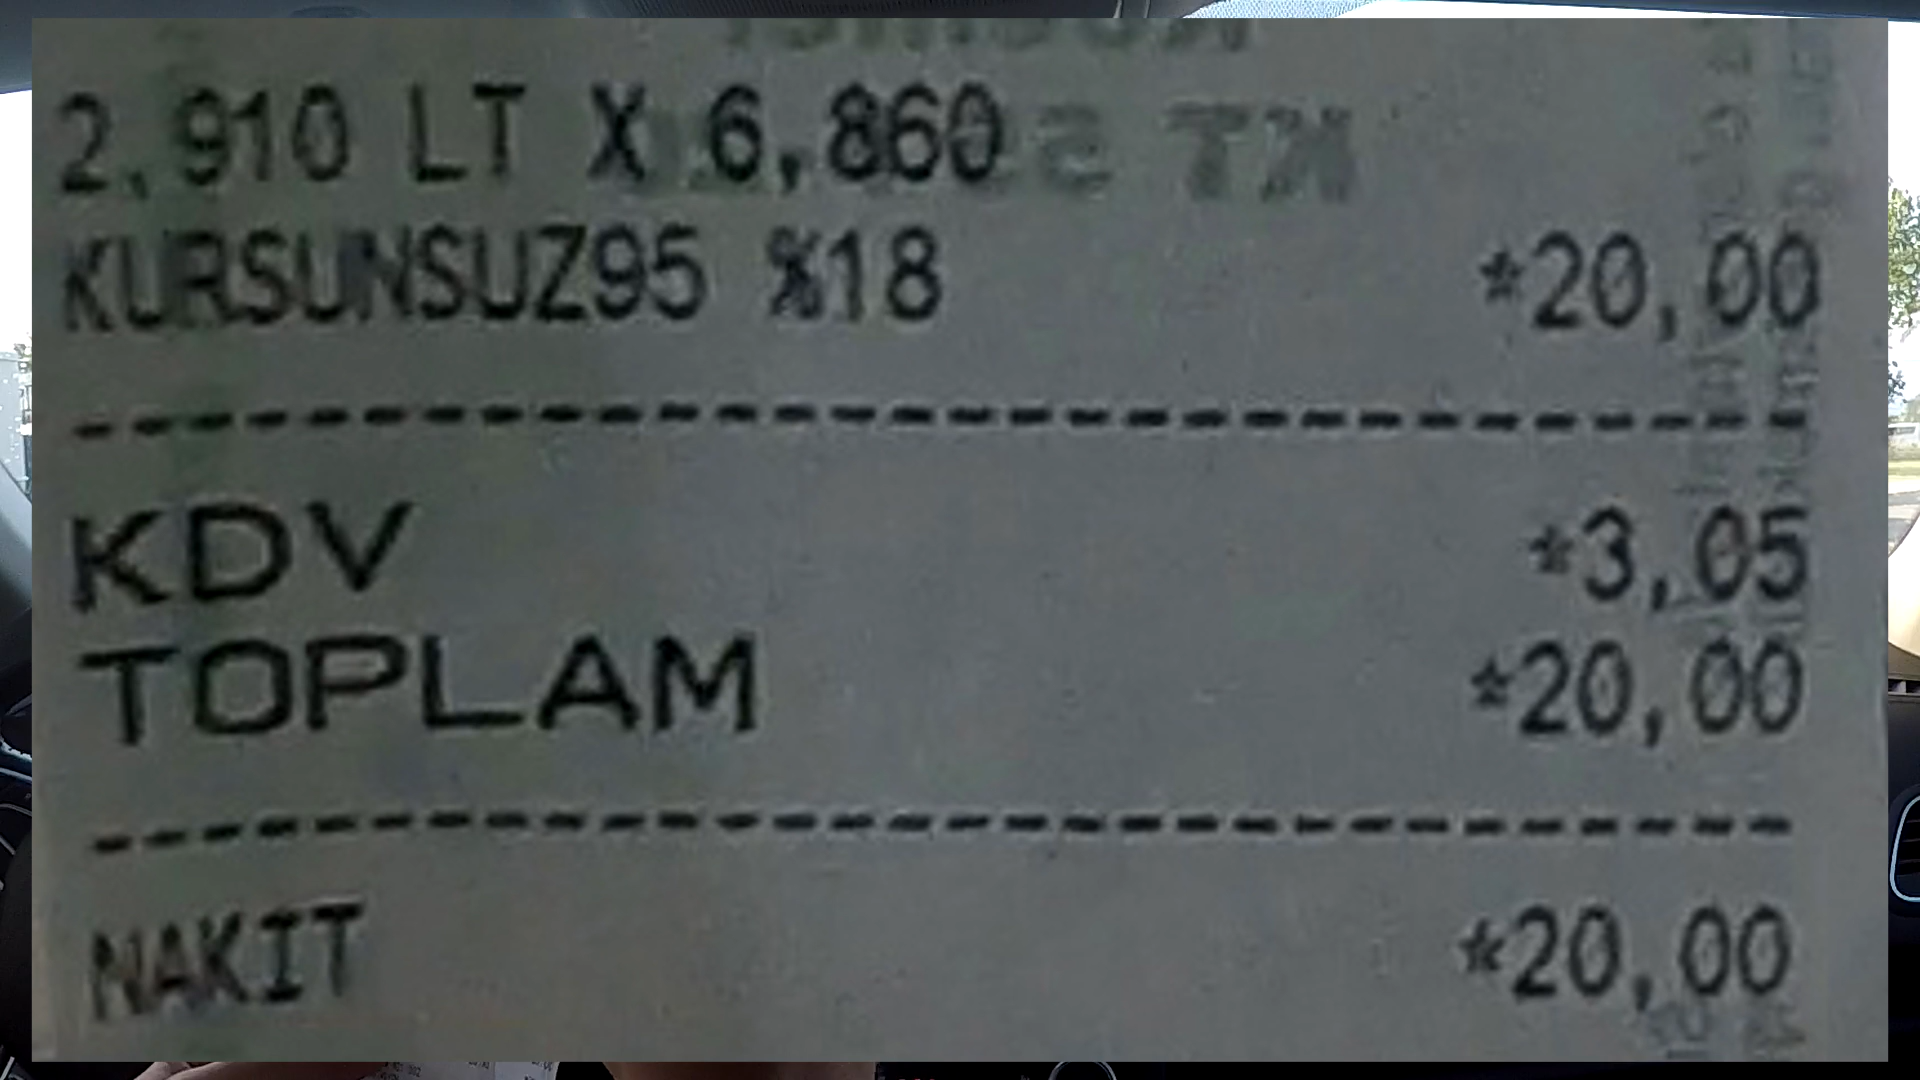 2,910 LT X 6,860
KURSUNSUZ95 %18 *20,00
KDV *3,05
TOPLAM *20,00
NAKIT *20,00